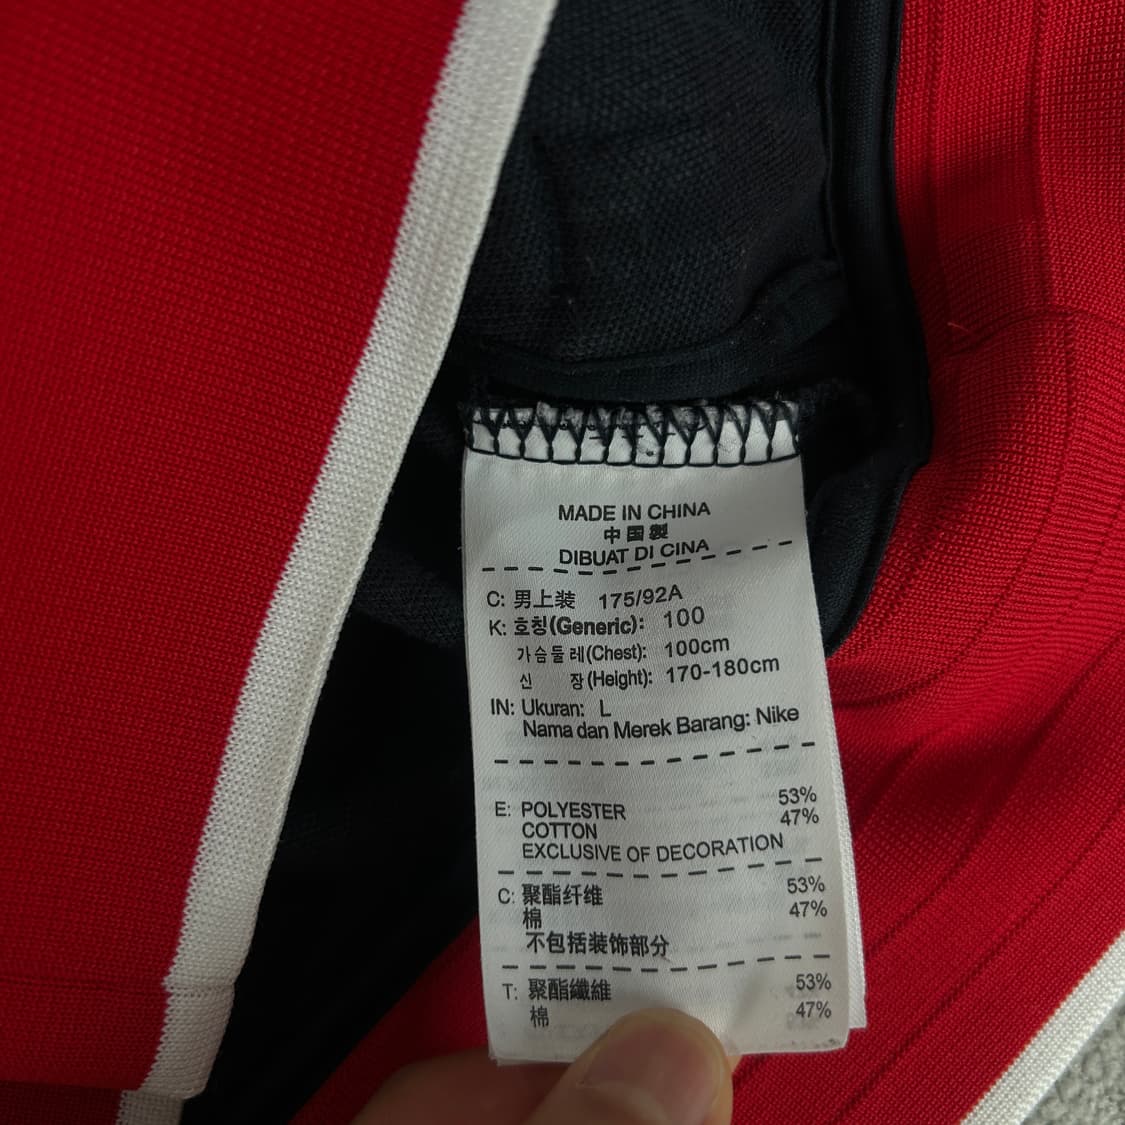 MADE IN CHINA
中国製
DIBUAT DI CINA
C: 男上装 175/92A
K: 호칭(Generic): 100
가슴둘레(Chest): 100cm
신 장(Height): 170-180cm
IN: Ukuran: L
Nama dan Merek Barang: Nike
E: POLYESTER 53%
COTTON 47%
EXCLUSIVE OF DECORATION
C: 聚酯纤维 53%
棉 47%
不包括装饰部分
T: 聚酯纖維 53%
棉 47%